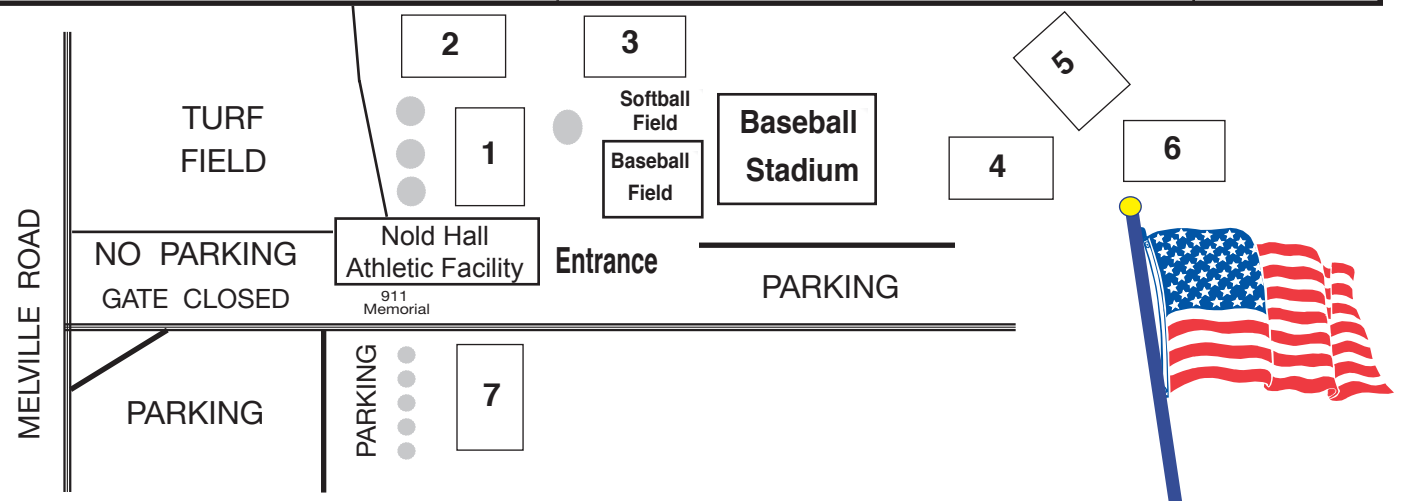 2
3
5
TURF
FIELD
1
Softball
Field
Baseball
Field
Baseball
Stadium
4
6
MELVILLE ROAD
NO PARKING
GATE CLOSED
Nold Hall
Athletic Facility
Entrance
911
Memorial
PARKING
PARKING
PARKING
7